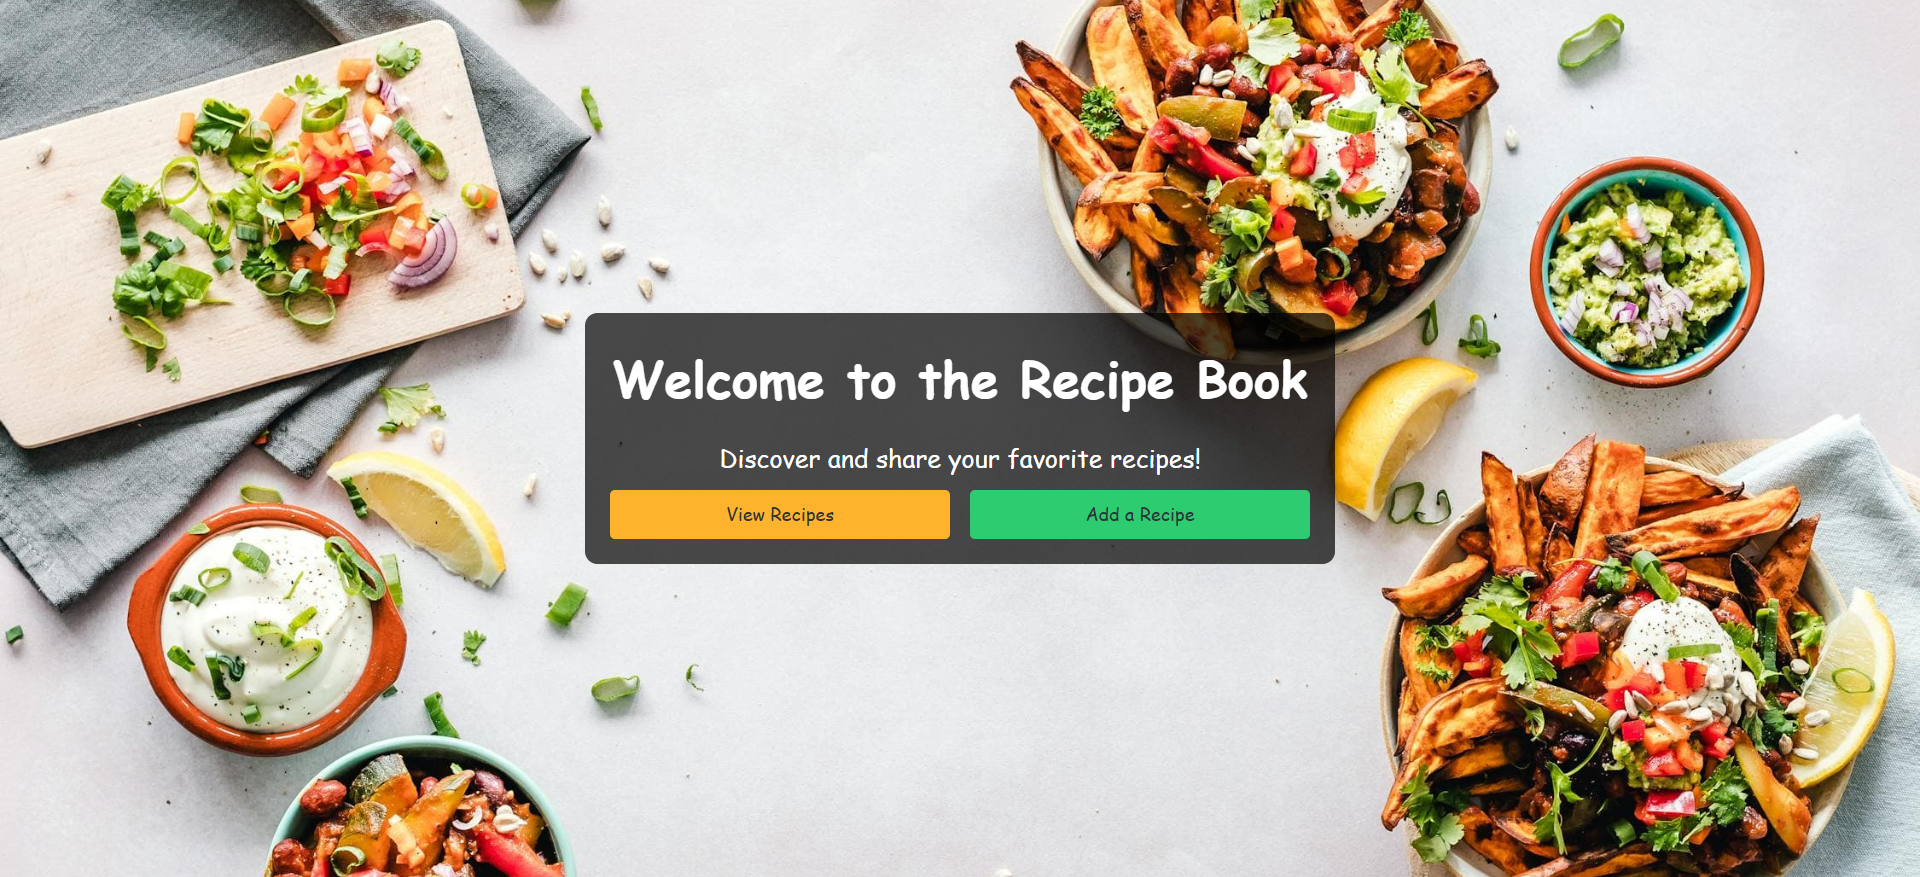 Welcome to the Recipe Book
Discover and share your favorite recipes!
View Recipes
Add a Recipe